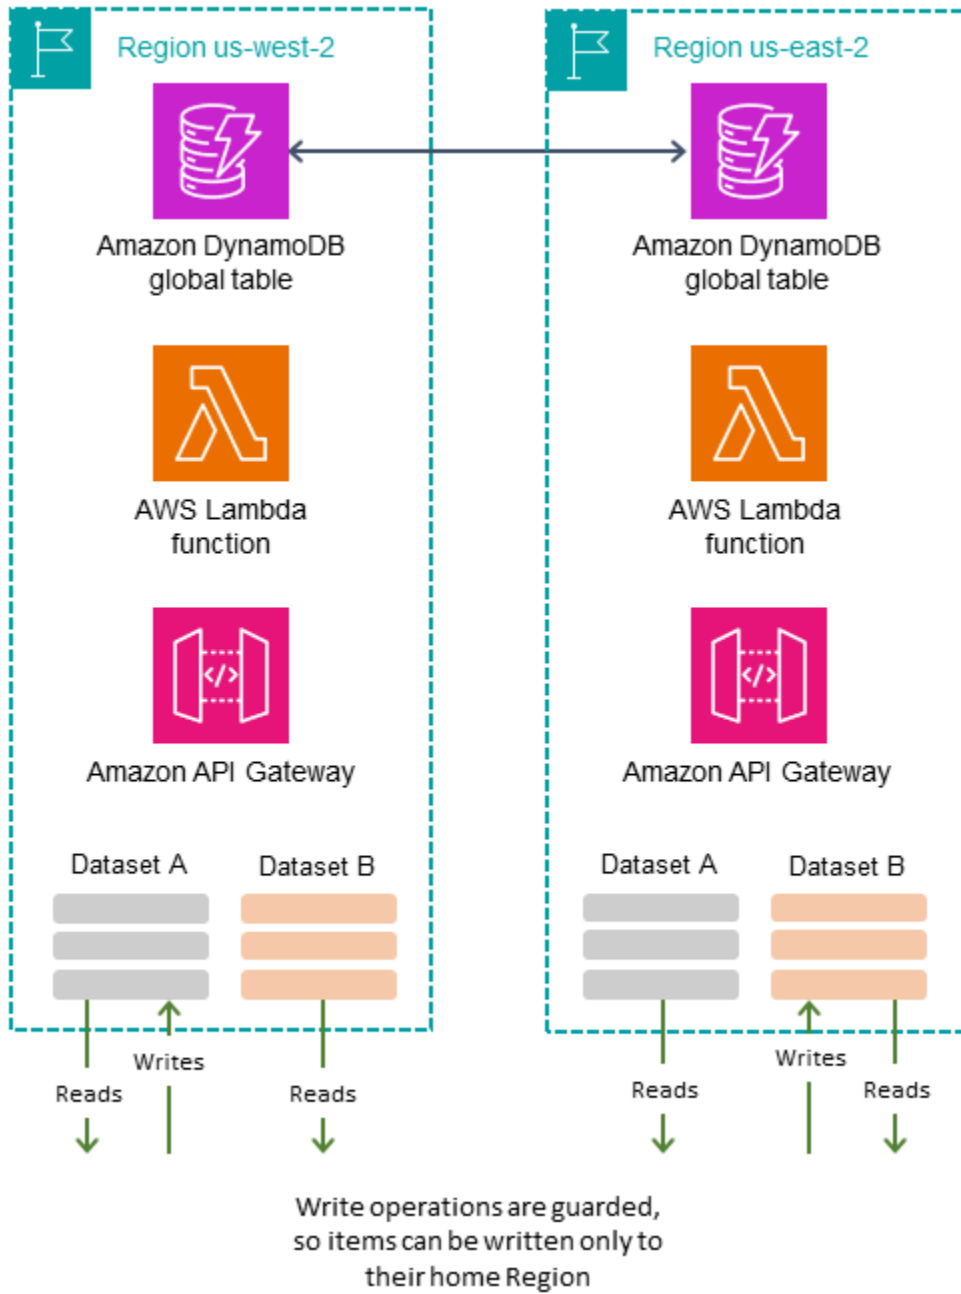 Region us-west-2
Amazon DynamoDB
global table
AWS Lambda
function
</>
Amazon API Gateway
Dataset A
Dataset B
Reads
Writes
Reads
Region us-east-2
Amazon DynamoDB
global table
AWS Lambda
function
</>
Amazon API Gateway
Dataset A
Dataset B
Reads
Writes
Reads
Write operations are guarded,
so items can be written only to
their home Region